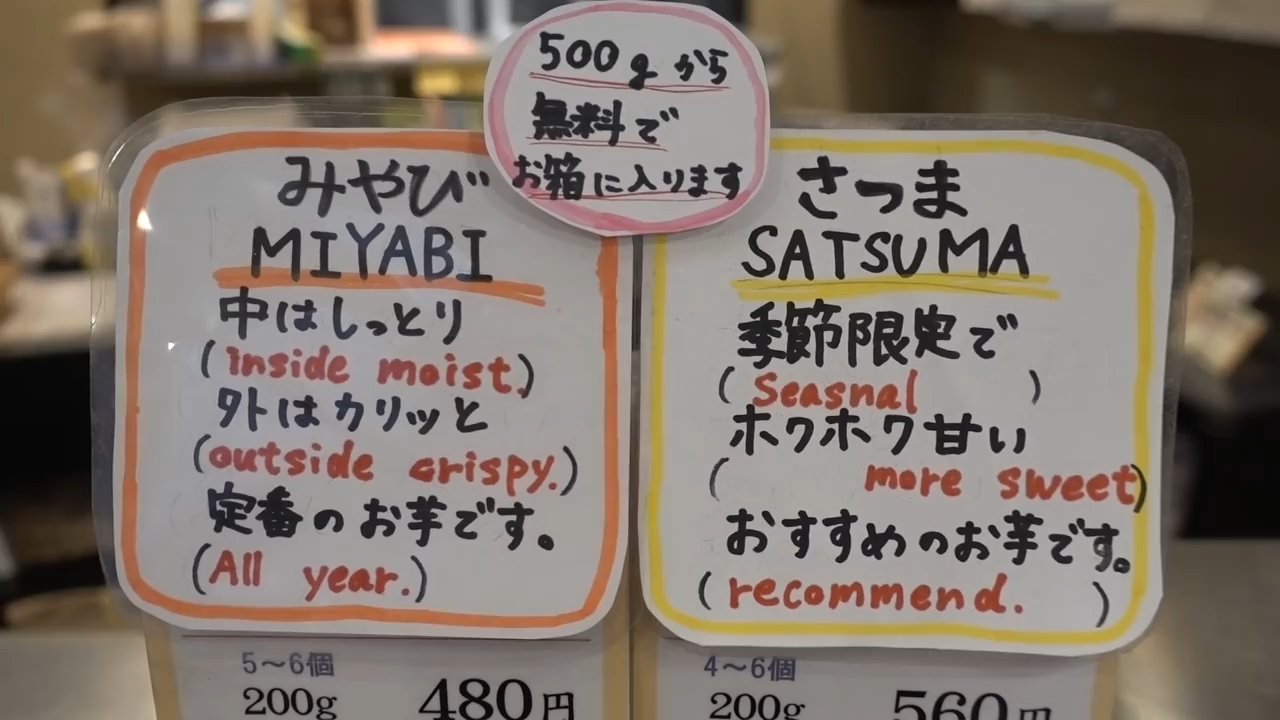 500gから
無料で
お箱に入ります
みやび
MIYABI
中はしっとり
(inside moist.)
外はカリッと
(outside crispy.)
定番のお芋です。
(All year.)
5〜6個
200g 480円
さつま
SATSUMA
季節限定で
(Seasnal )
ホクホク甘い
( more sweet)
おすすめのお芋です。
(recommend. )
4〜6個
200g 560円